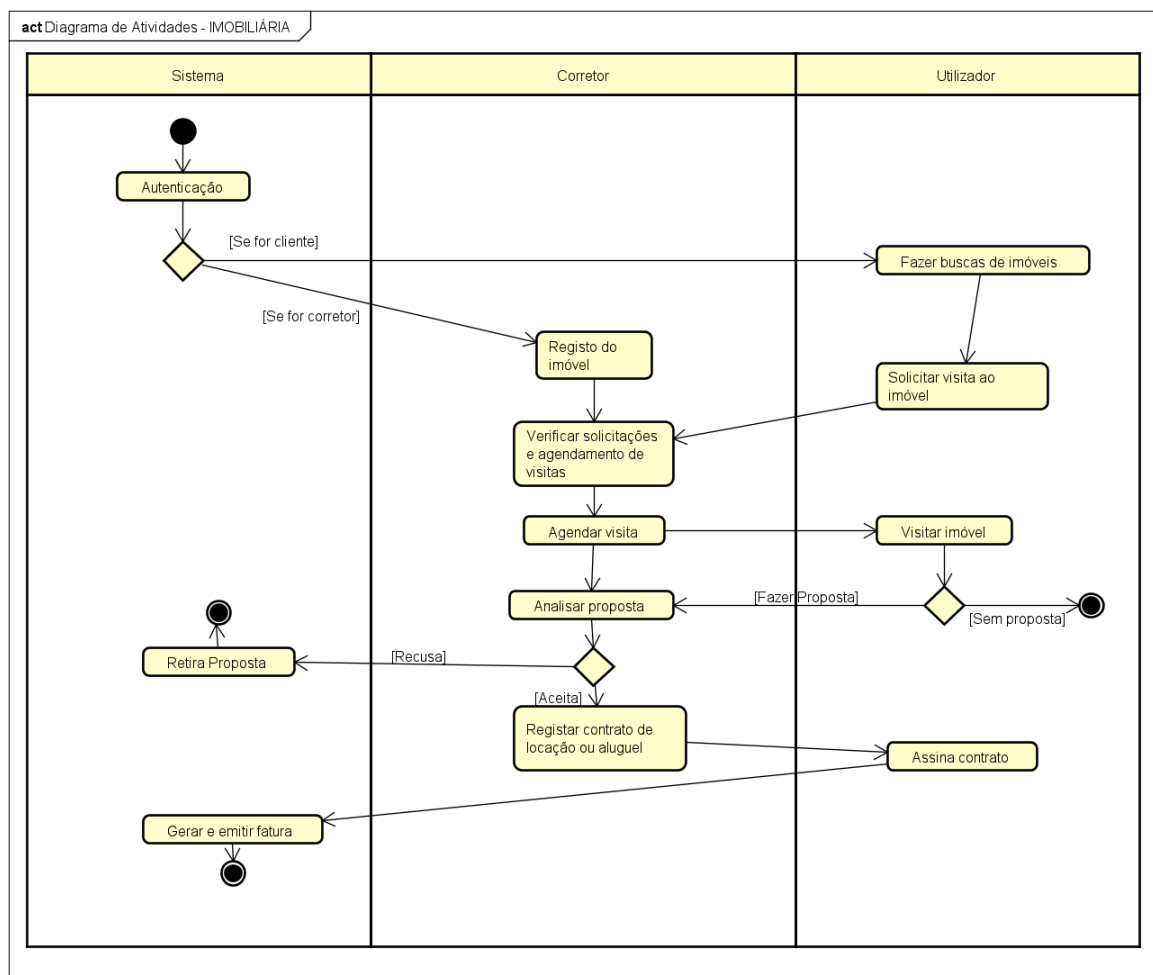 act Diagrama de Atividades - IMOBILIÁRIA
Sistema
Corretor
Utilizador
Autenticação
[Se for cliente]
Fazer buscas de imóveis
[Se for corretor]
Registo do
imóvel
Solicitar visita ao
imóvel
Verificar solicitações
e agendamento de
visitas
Agendar visita
Visitar imóvel
Analisar proposta
[Fazer Proposta]
[Sem proposta]
Retira Proposta
[Recusa]
[Aceita]
Registar contrato de
locação ou aluguel
Assina contrato
Gerar e emitir fatura